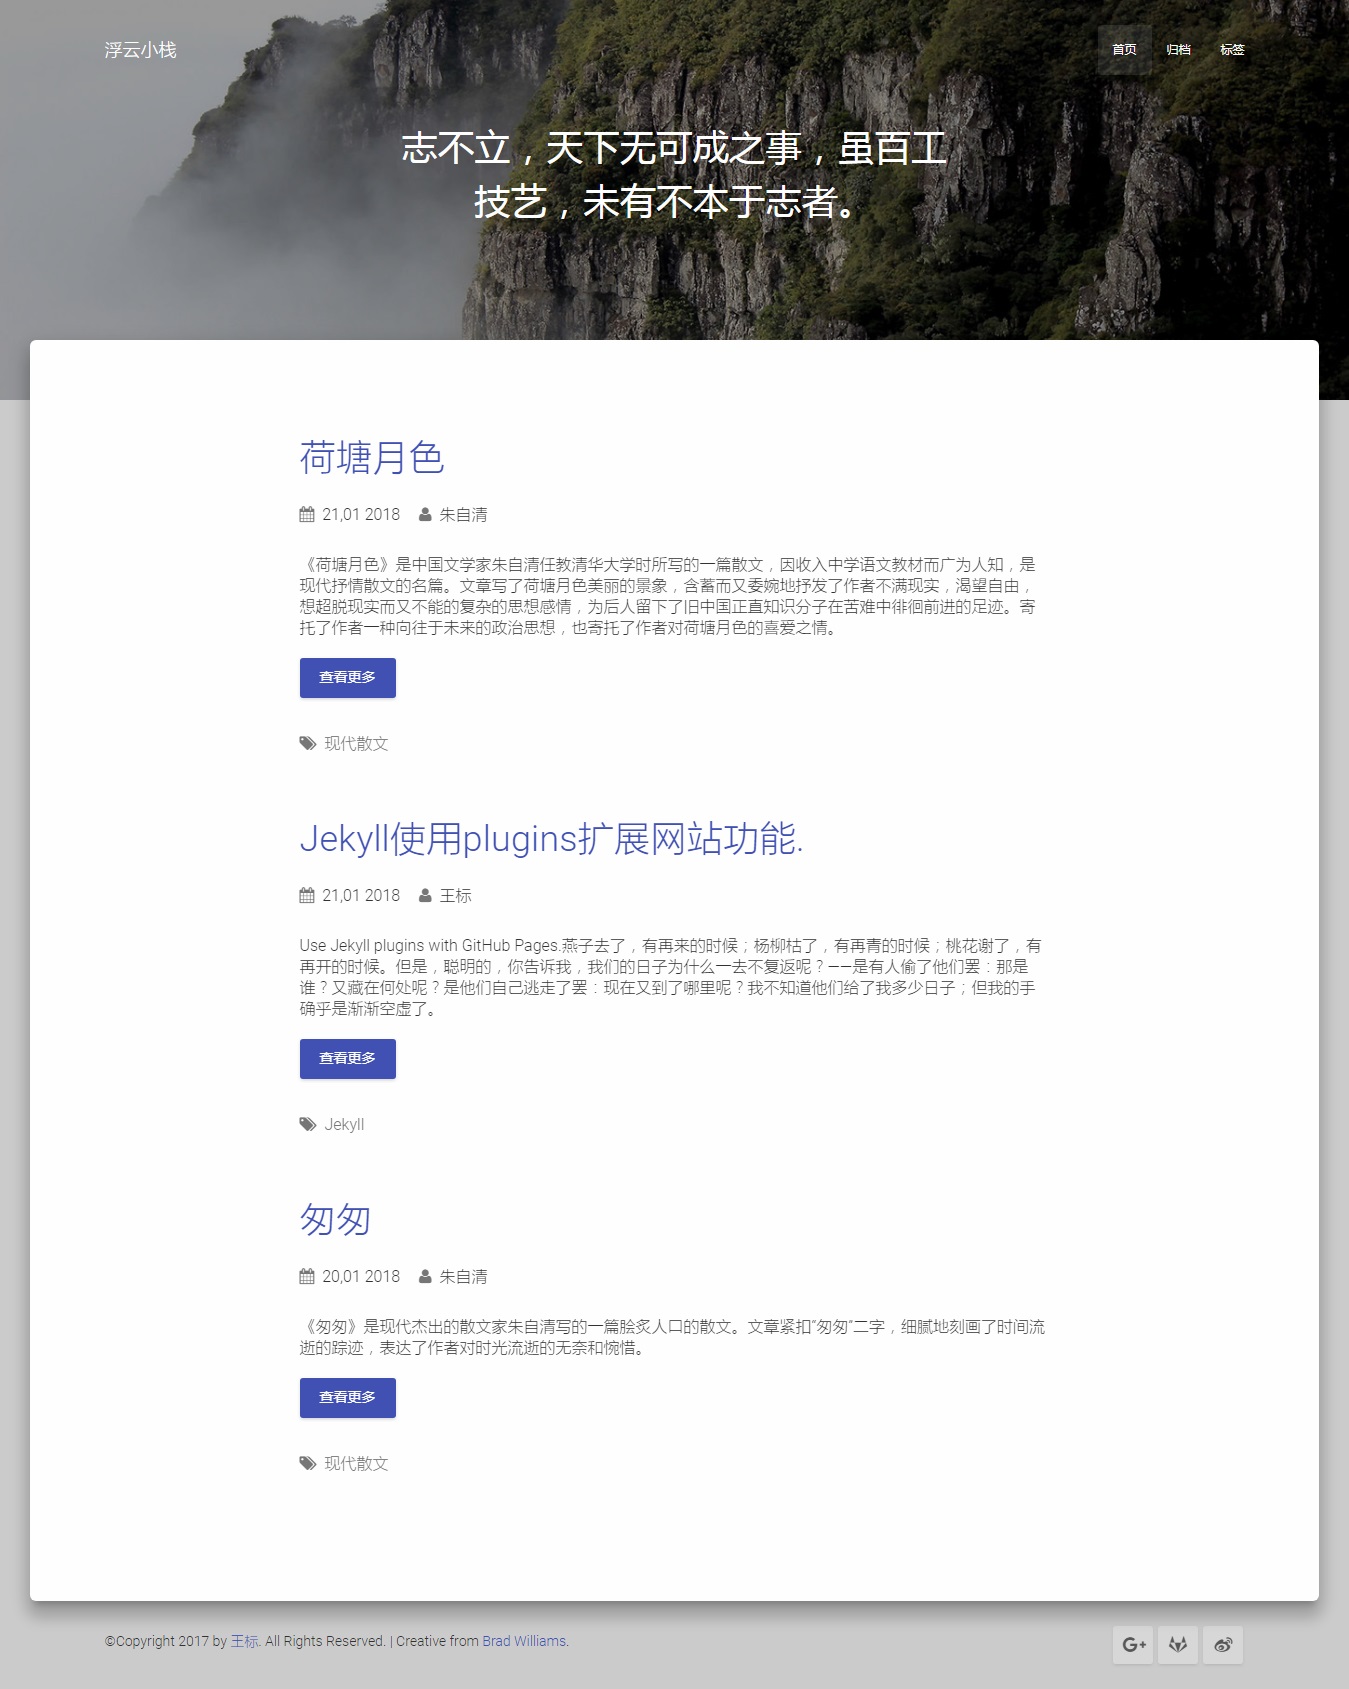 浮云小栈
首页 归档 标签
志不立，天下无可成之事，虽百工
技艺，未有不本于志者。
荷塘月色
21,01 2018 朱自清
《荷塘月色》是中国文学家朱自清任教清华大学时所写的一篇散文，因收入中学语文教材而广为人知，是
现代抒情散文的名篇。文章写了荷塘月色美丽的景象，含蓄而又委婉地抒发了作者不满现实，渴望自由，
想超脱现实而又不能的复杂的思想感情，为后人留下了旧中国正直知识分子在苦难中徘徊前进的足迹。寄
托了作者一种向往于未来的政治思想，也寄托了作者对荷塘月色的喜爱之情。
查看更多
现代散文
Jekyll使用plugins扩展网站功能.
21,01 2018 王标
Use Jekyll plugins with GitHub Pages.燕子去了，有再来的时候；杨柳枯了，有再青的时候；桃花谢了，有
再开的时候。但是，聪明的，你告诉我，我们的日子为什么一去不复返呢？——是有人偷了他们罢：那是
谁？又藏在何处呢？是他们自己逃走了罢：现在又到了哪里呢？我不知道他们给了我多少日子；但我的手
确乎是渐渐空虚了。
查看更多
Jekyll
匆匆
20,01 2018 朱自清
《匆匆》是现代杰出的散文家朱自清写的一篇脍炙人口的散文。文章紧扣“匆匆”二字，细腻地刻画了时间流
逝的踪迹，表达了作者对时光流逝的无奈和惋惜。
查看更多
现代散文
©Copyright 2017 by 王标. All Rights Reserved. | Creative from Brad Williams.
G+